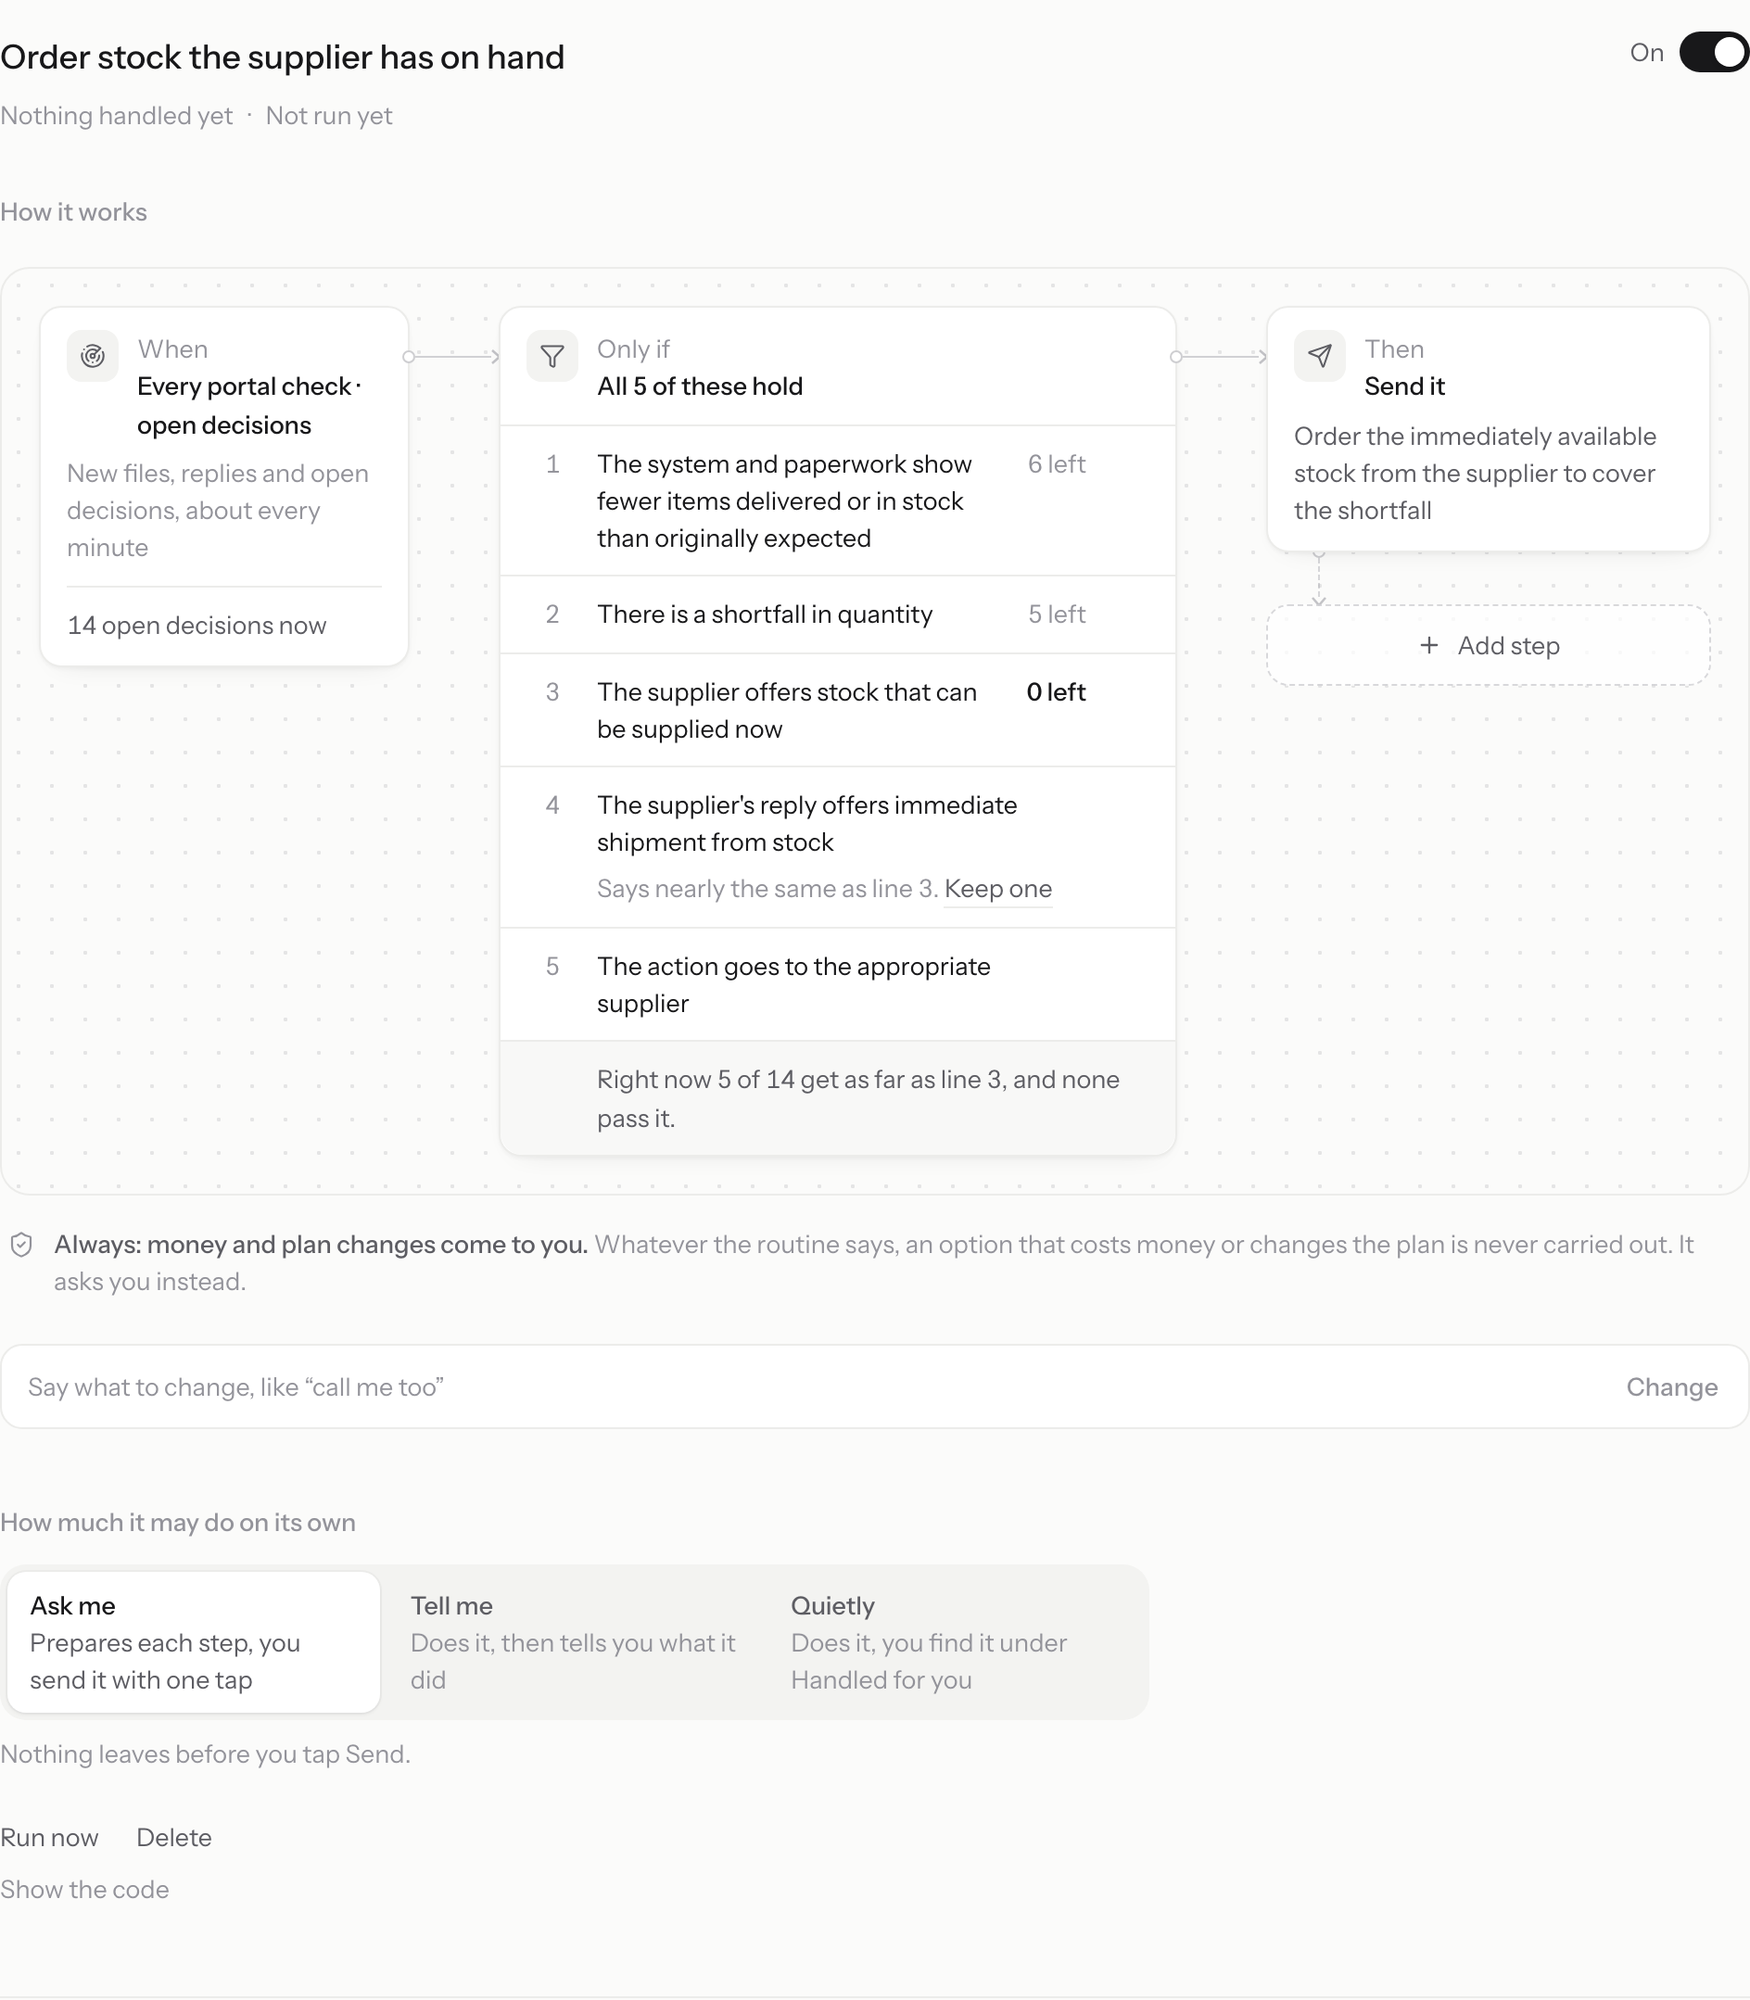 Order stock the supplier has on hand
On
Nothing handled yet · Not run yet
How it works
When
Every portal check ·
open decisions
New files, replies and open
decisions, about every
minute
14 open decisions now
Only if
All 5 of these hold
1 The system and paperwork show 6 left
fewer items delivered or in stock
than originally expected
2 There is a shortfall in quantity 5 left
3 The supplier offers stock that can 0 left
be supplied now
4 The supplier's reply offers immediate
shipment from stock
Says nearly the same as line 3. Keep one
5 The action goes to the appropriate
supplier
Right now 5 of 14 get as far as line 3, and none
pass it.
Then
Send it
Order the immediately available
stock from the supplier to cover
the shortfall
+ Add step
Always: money and plan changes come to you. Whatever the routine says, an option that costs money or changes the plan is never carried out. It
asks you instead.
Say what to change, like “call me too” Change
How much it may do on its own
Ask me
Prepares each step, you
send it with one tap
Tell me
Does it, then tells you what it
did
Quietly
Does it, you find it under
Handled for you
Nothing leaves before you tap Send.
Run now Delete
Show the code